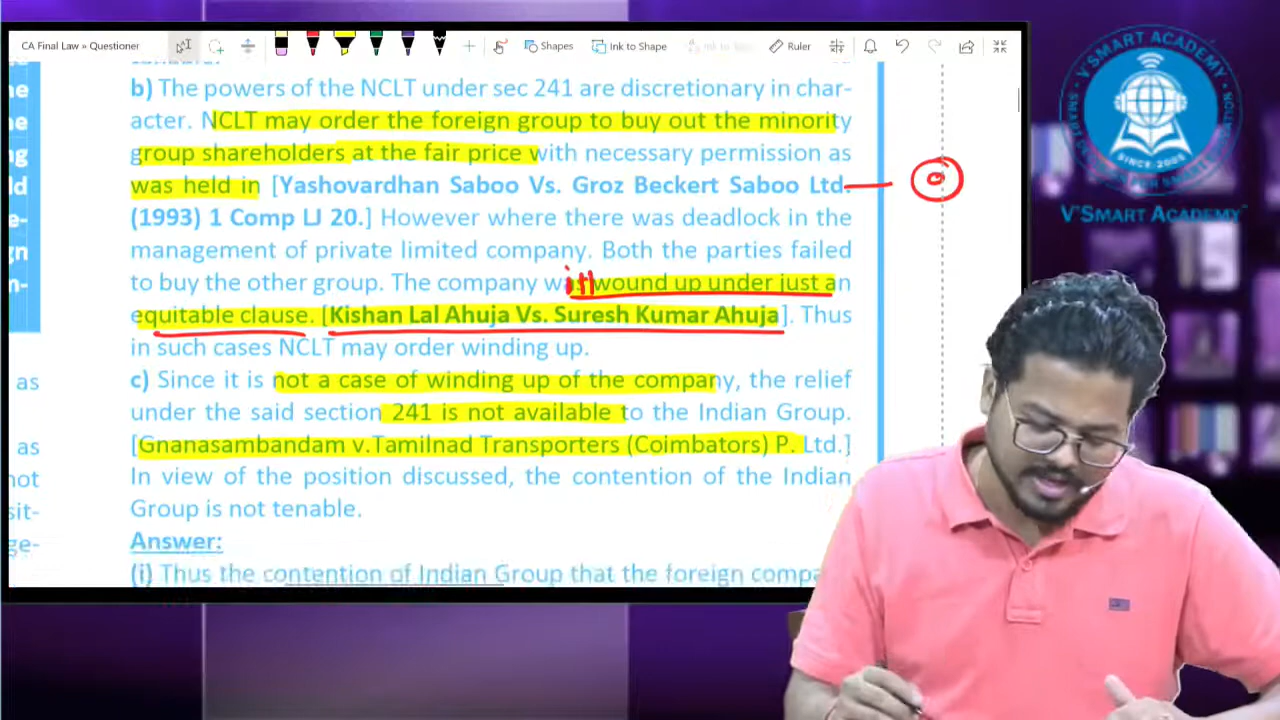 CA Final Law » Questioner
Shapes
Ink to Shape
Ruler
b) The powers of the NCLT under sec 241 are discretionary in char-
acter. NCLT may order the foreign group to buy out the minority
group shareholders at the fair price with necessary permission as
was held in [Yashovardhan Saboo Vs. Groz Beckert Saboo Ltd.
(1993) 1 Comp LJ 20.] However where there was deadlock in the
management of private limited company. Both the parties failed
to buy the other group. The company was wound up under just an
equitable clause. [Kishan Lal Ahuja Vs. Suresh Kumar Ahuja]. Thus
in such cases NCLT may order winding up.
c) Since it is not a case of winding up of the company, the relief
under the said section 241 is not available to the Indian Group.
[Gnanasambandam v.Tamilnad Transporters (Coimbators) P. Ltd.]
In view of the position discussed, the contention of the Indian
Group is not tenable.
Answer:
(i) Thus the contention of Indian Group that the foreign comp
as
as
not
sit-
ge-
V'SMART ACADEMY
SINCE 2005
V'SMART ACADEMY